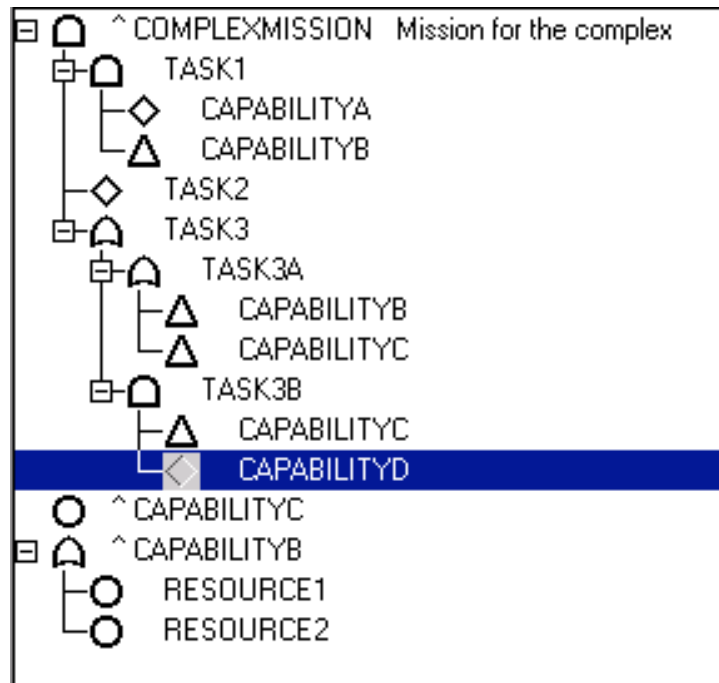 ^COMPLEXMISSION Mission for the complex
TASK1
CAPABILITYA
CAPABILITYB
TASK2
TASK3
TASK3A
CAPABILITYB
CAPABILITYC
TASK3B
CAPABILITYC
CAPABILITYD
^CAPABILITYC
^CAPABILITYB
RESOURCE1
RESOURCE2